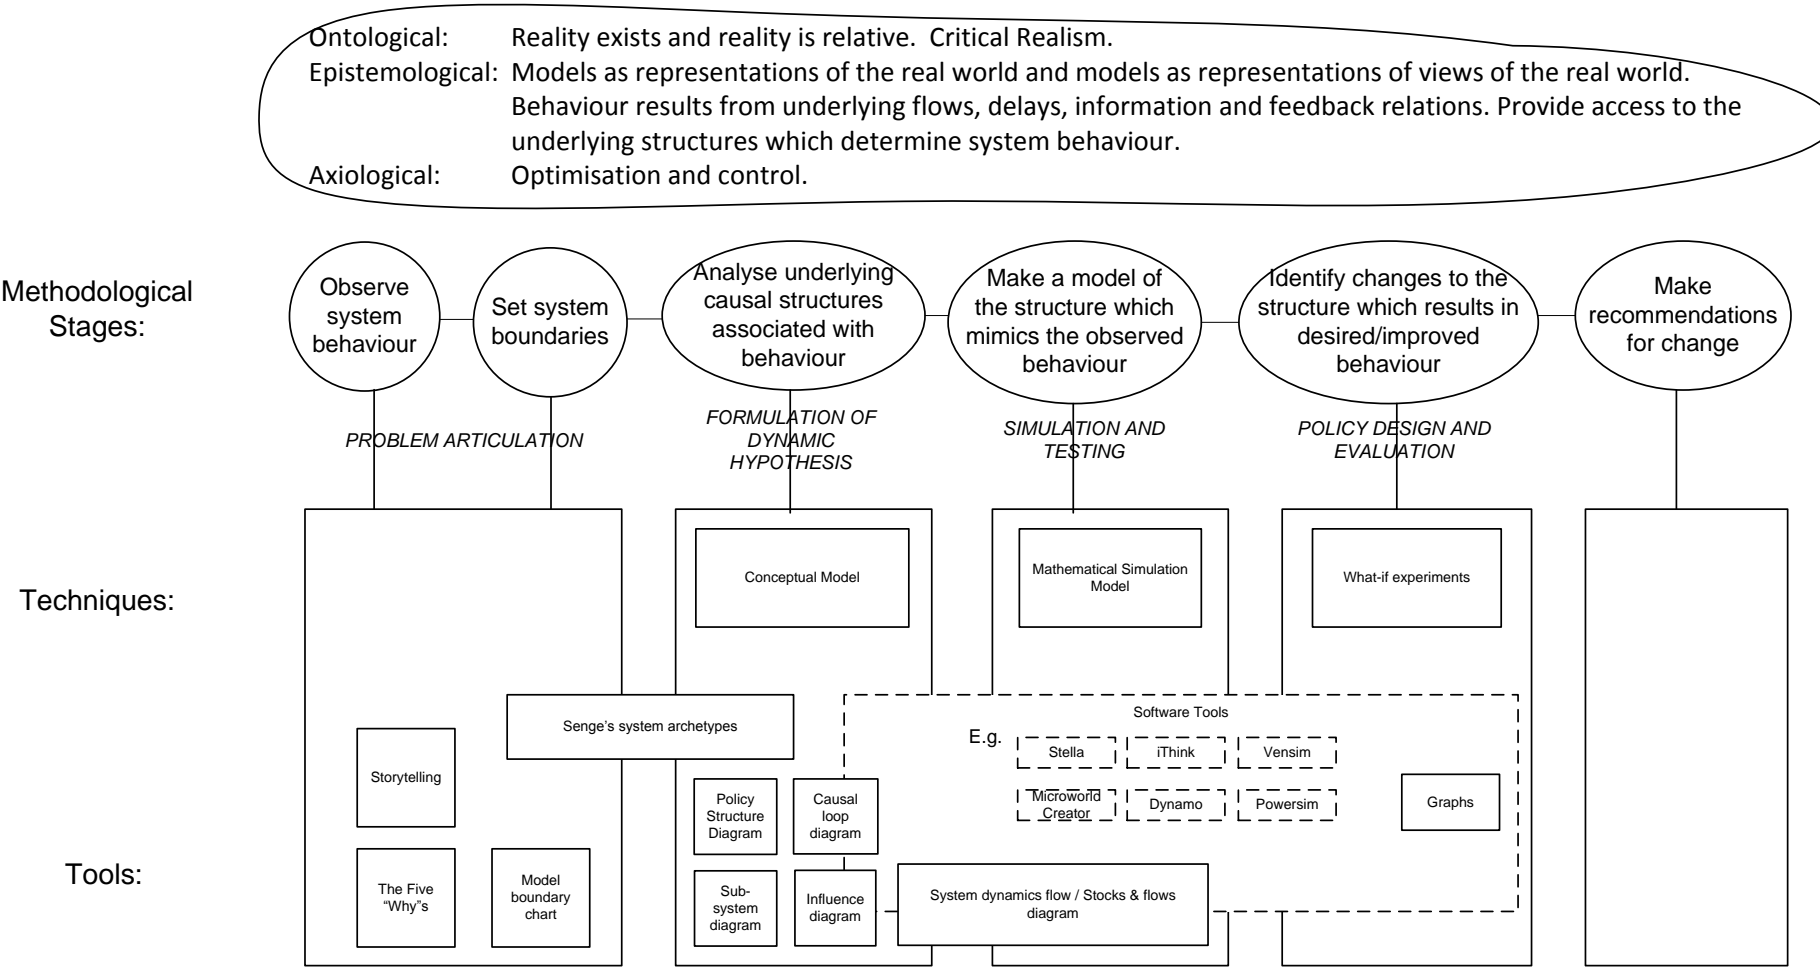 Ontological: Reality exists and reality is relative. Critical Realism.
Epistemological: Models as representations of the real world and models as representations of views of the real world.
Behaviour results from underlying flows, delays, information and feedback relations. Provide access to the
underlying structures which determine system behaviour.
Axiological: Optimisation and control.
Methodological
Stages:
Observe
system
behaviour
Set system
boundaries
Analyse underlying
causal structures
associated with
behaviour
Make a model of
the structure which
mimics the observed
behaviour
Identify changes to the
structure which results in
desired/improved
behaviour
Make
recommendations
for change
PROBLEM ARTICULATION
FORMULATION OF
DYNAMIC
HYPOTHESIS
SIMULATION AND
TESTING
POLICY DESIGN AND
EVALUATION
Techniques:
Conceptual Model
Mathematical Simulation
Model
What-if experiments
Tools:
Senge's system archetypes
Storytelling
The Five
"Why"s
Model
boundary
chart
Policy
Structure
Diagram
Causal
loop
diagram
Sub-
system
diagram
Influence
diagram
Software Tools
E.g.
Stella
iThink
Vensim
Microworld
Creator
Dynamo
Powersim
Graphs
System dynamics flow / Stocks & flows
diagram